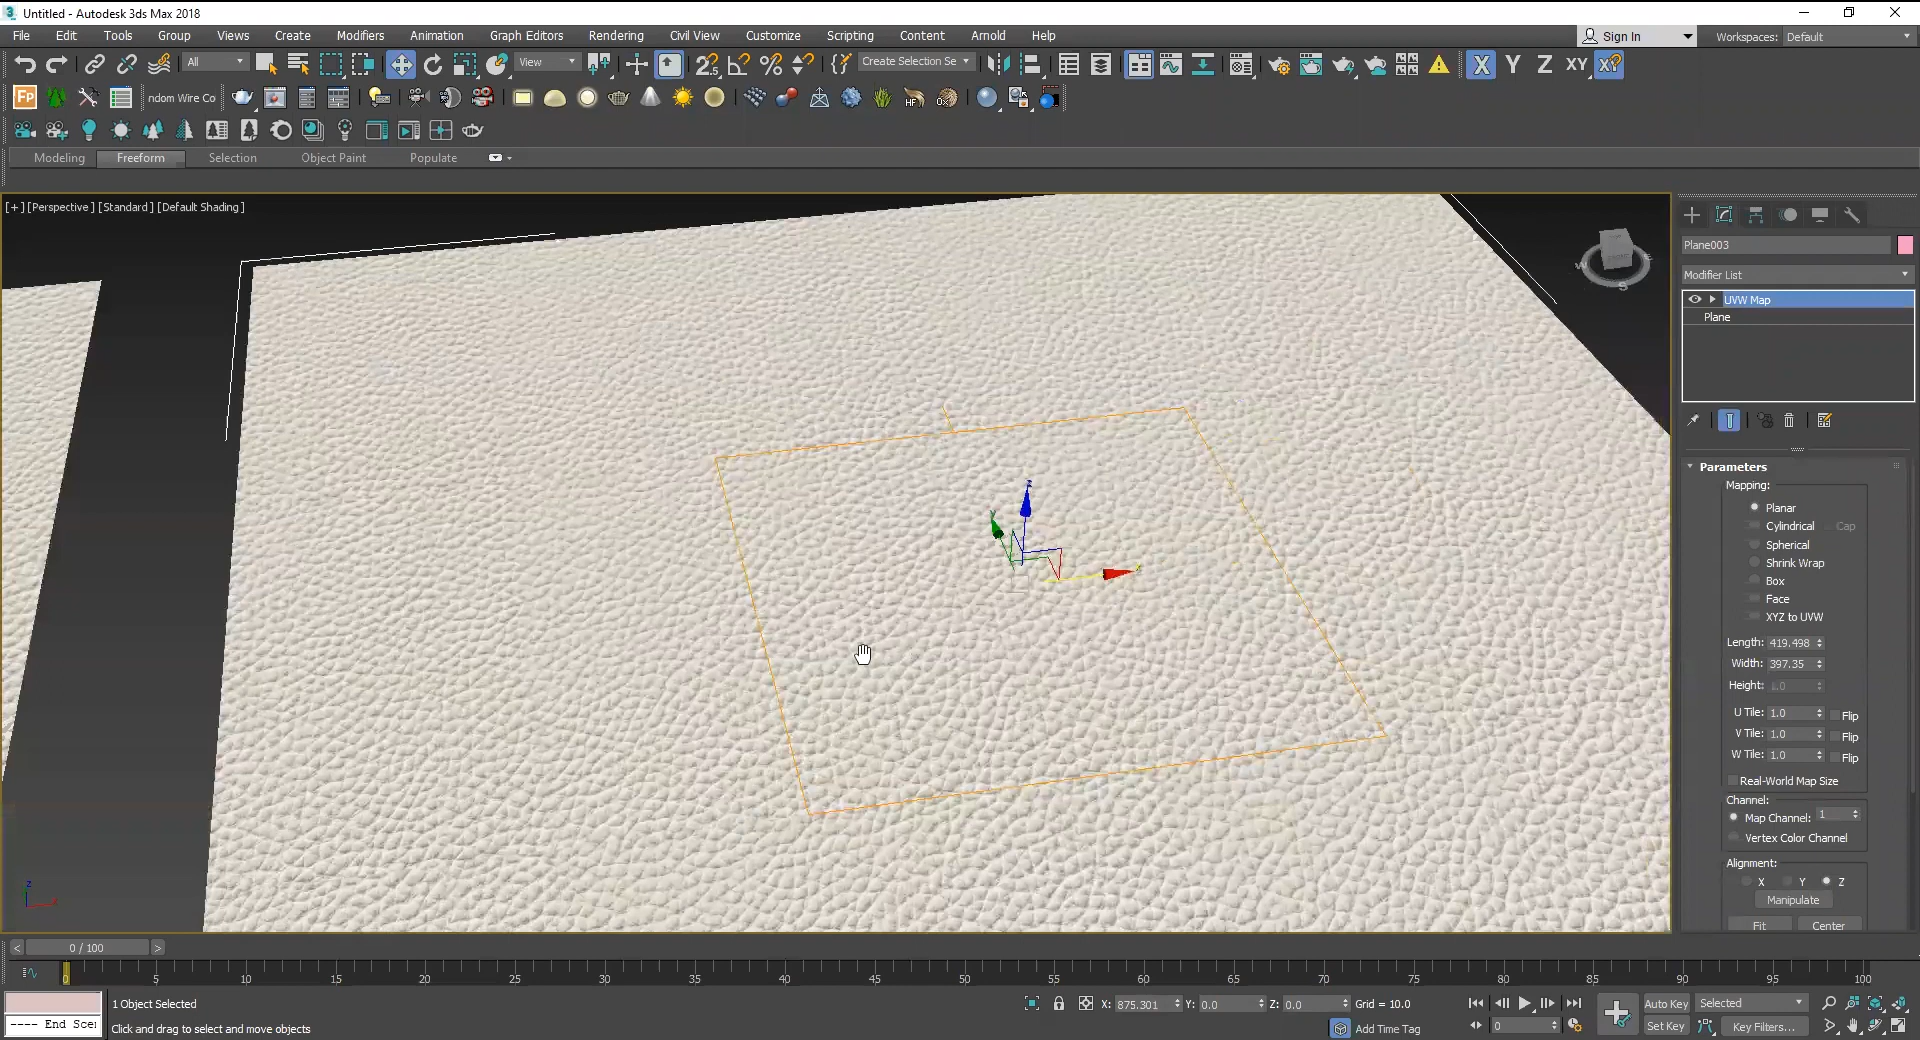 Untitled - Autodesk 3ds Max 2018
File Edit Tools Group Views Create Modifiers Animation Graph Editors Rendering Civil View Customize Scripting Content Arnold Help
Sign In Workspaces: Default
All View Create Selection Se X Y Z XY
ndom Wire Co
Modeling Freeform Selection Object Paint Populate
[+] [Perspective] [Standard] [Default Shading]
Plane003
Modifier List
UVW Map
Plane
Parameters
Mapping:
Planar
Cylindrical Cap
Spherical
Shrink Wrap
Box
Face
XYZ to UVW
Length: 419.498
Width: 397.35
Height: 1.0
U Tile: 1.0 Flip
V Tile: 1.0 Flip
W Tile: 1.0 Flip
Real-World Map Size
Channel:
Map Channel: 1
Vertex Color Channel
Alignment:
X Y Z
Manipulate
Fit Center
< 0 / 100 >
0 5 10 15 20 25 30 35 40 45 50 55 60 65 70 75 80 85 90 95 100
1 Object Selected X: 875.301 Y: 0.0 Z: 0.0 Grid = 10.0 Auto Key Selected
---- End Sce Click and drag to select and move objects Add Time Tag 0 Set Key Key Filters...